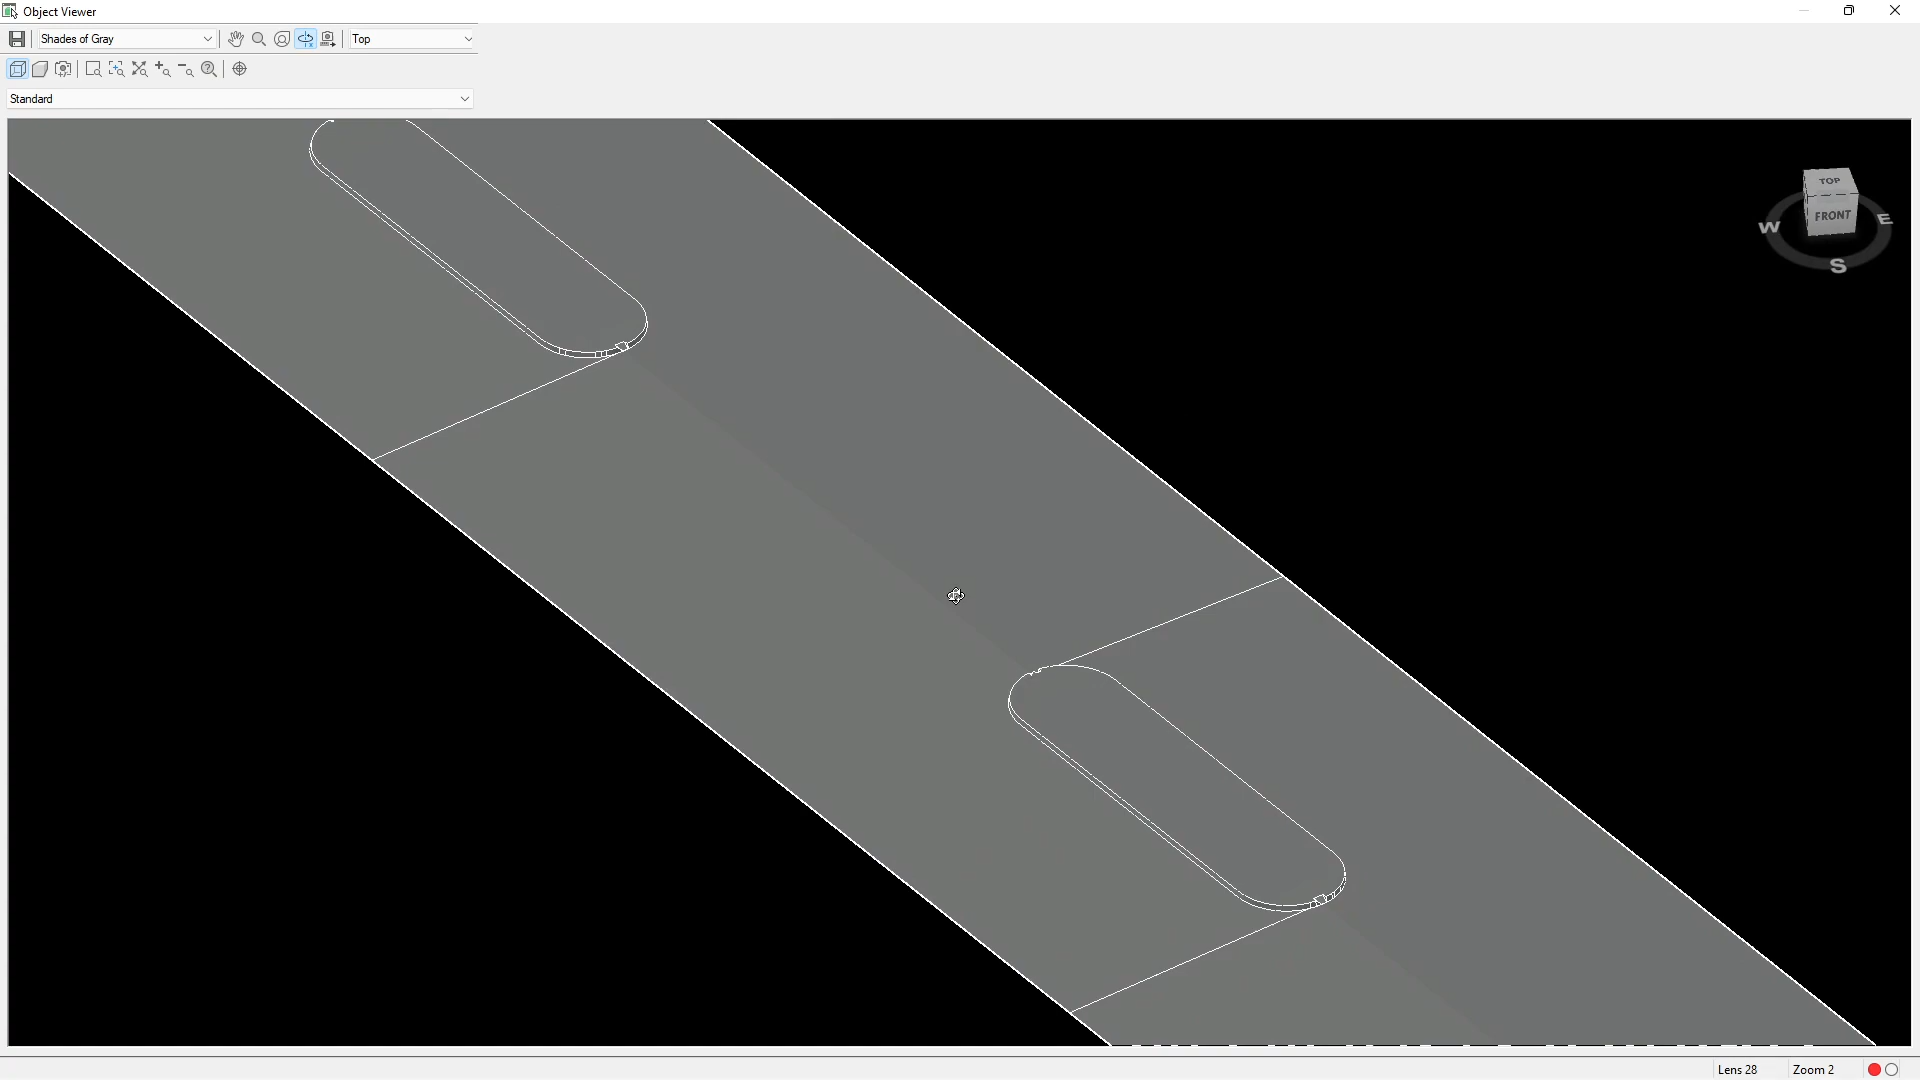 Object Viewer
Shades of Gray
Top
Standard
TOP
FRONT
W
E
S
Lens 28
Zoom 2